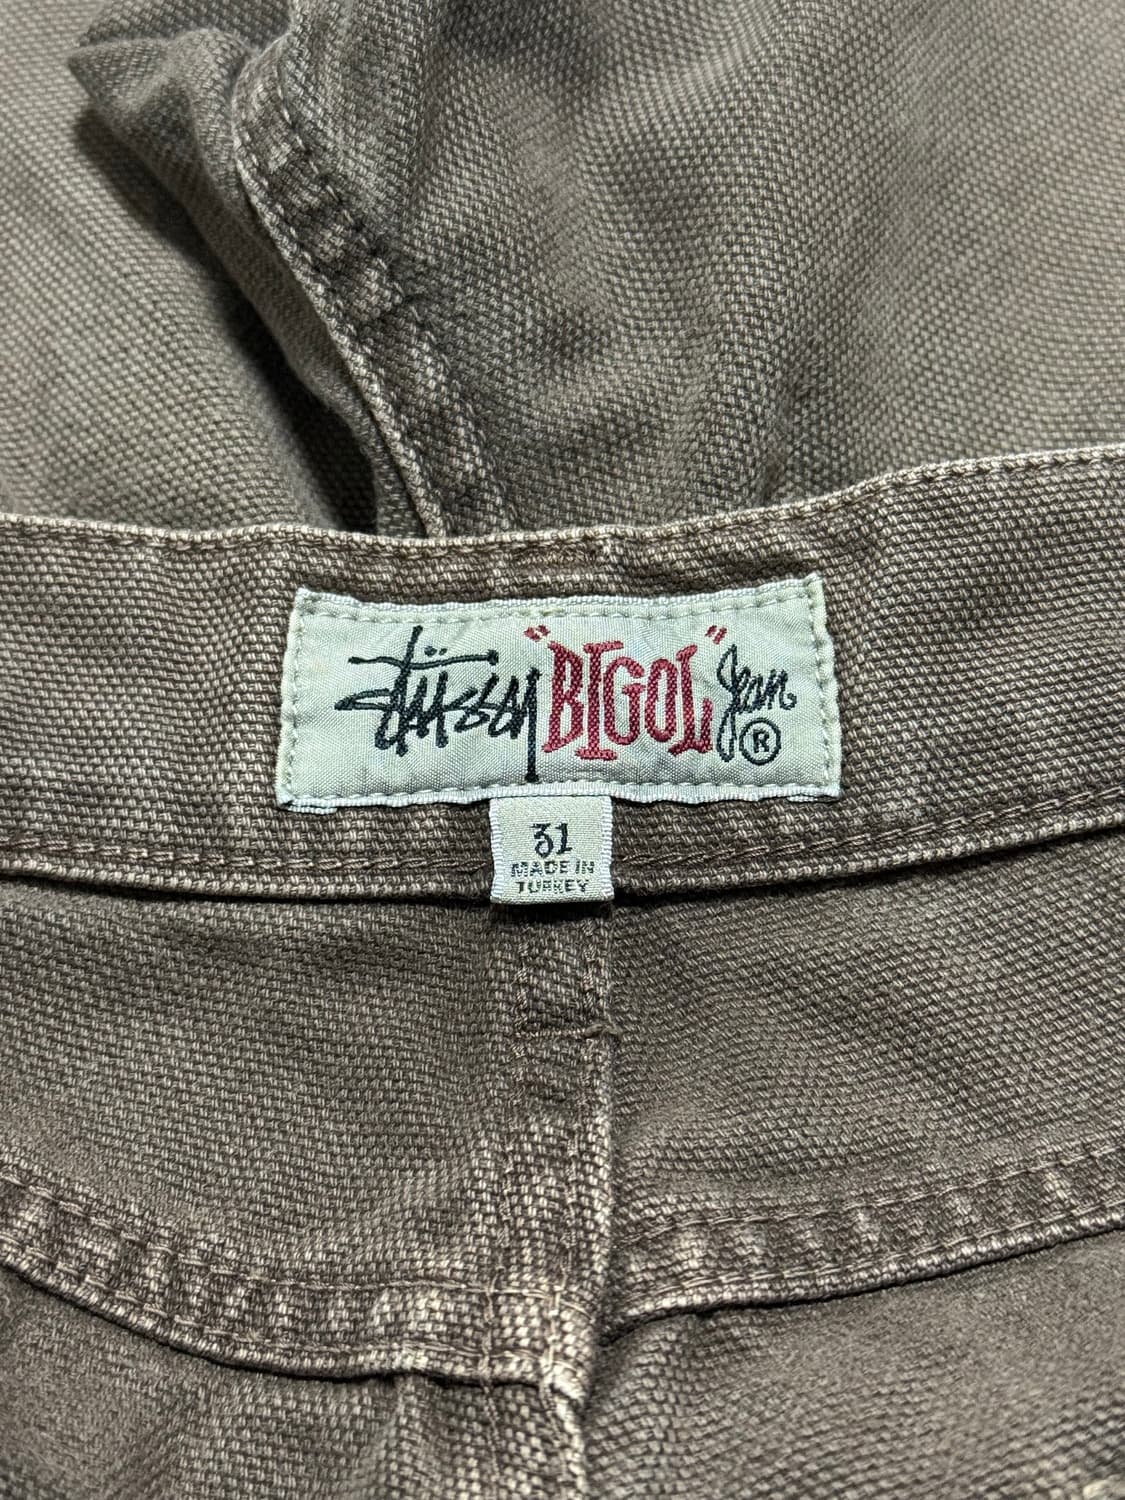 Stüssy "BIGOL" Jean ®
31
MADE IN
TURKEY